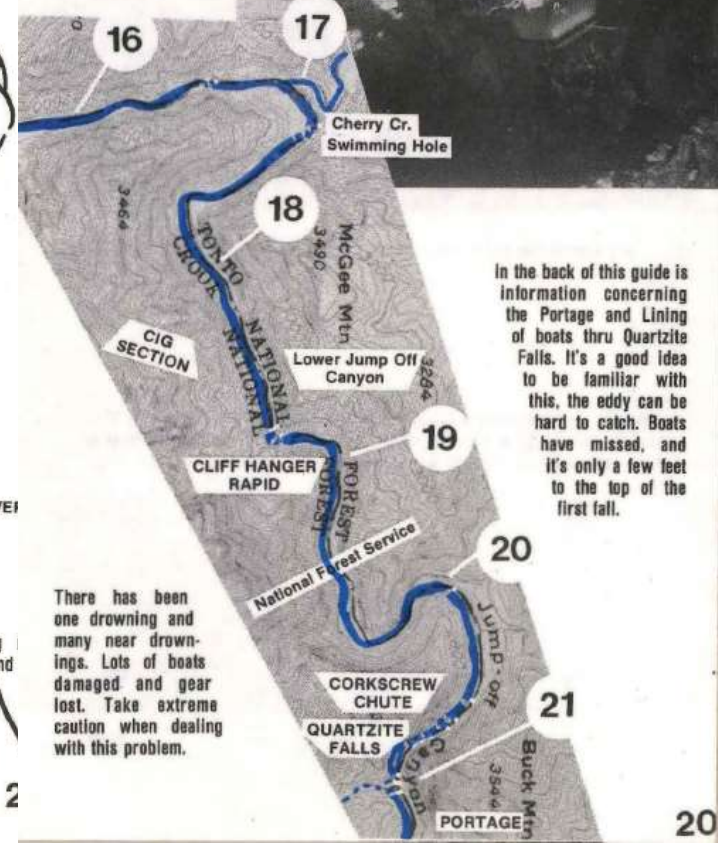 16
17
Cherry Cr.
Swimming Hole
3464
18
TONTO
CROOK
3490
McGee Mtn
NATIONAL
NATIONAL
CIG
SECTION
Lower Jump Off
Canyon
3264
19
CLIFF HANGER
RAPID
FOREST
FOREST
National Forest Service
20
Jump-off
Canyon
CORKSCREW
CHUTE
QUARTZITE
FALLS
21
Buck Mtn
3544
PORTAGE
In the back of this guide is
information concerning
the Portage and Lining
of boats thru Quartzite
Falls. It's a good idea
to be familiar with
this, the eddy can be
hard to catch. Boats
have missed, and
it's only a few feet
to the top of the
first fall.
There has been
one drowning and
many near drown-
ings. Lots of boats
damaged and gear
lost. Take extreme
caution when dealing
with this problem.
20